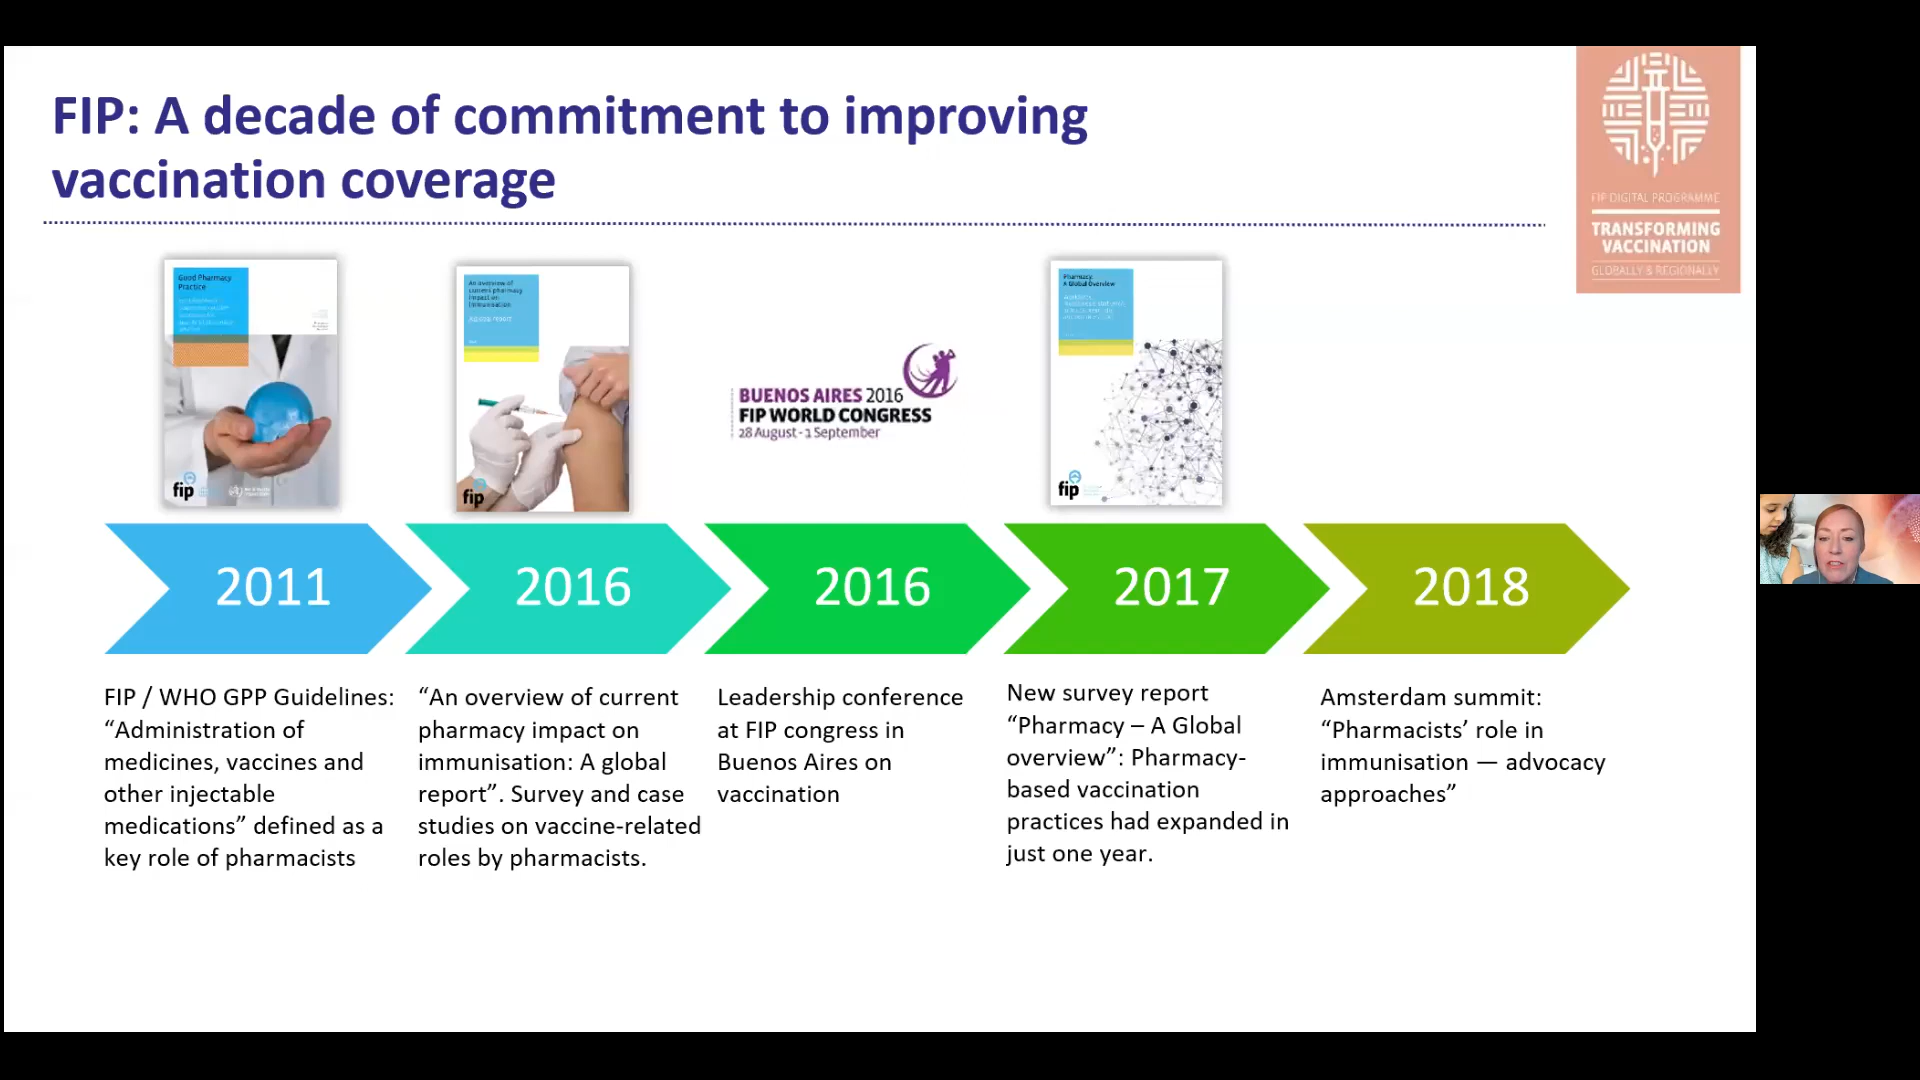 FIP: A decade of commitment to improving
vaccination coverage
FIP DIGITAL PROGRAMME
TRANSFORMING
VACCINATION
GLOBALLY & REGIONALLY
Good Pharmacy
Practice
fip
An overview of
current pharmacy
impact on
immunisation
A global report
fip
BUENOS AIRES 2016
FIP WORLD CONGRESS
28 August - 1 September
Pharmacy
A Global Overview
fip
2011
2016
2016
2017
2018
FIP / WHO GPP Guidelines:
“Administration of
medicines, vaccines and
other injectable
medications” defined as a
key role of pharmacists
“An overview of current
pharmacy impact on
immunisation: A global
report”. Survey and case
studies on vaccine-related
roles by pharmacists.
Leadership conference
at FIP congress in
Buenos Aires on
vaccination
New survey report
“Pharmacy – A Global
overview”: Pharmacy-
based vaccination
practices had expanded in
just one year.
Amsterdam summit:
“Pharmacists’ role in
immunisation — advocacy
approaches”